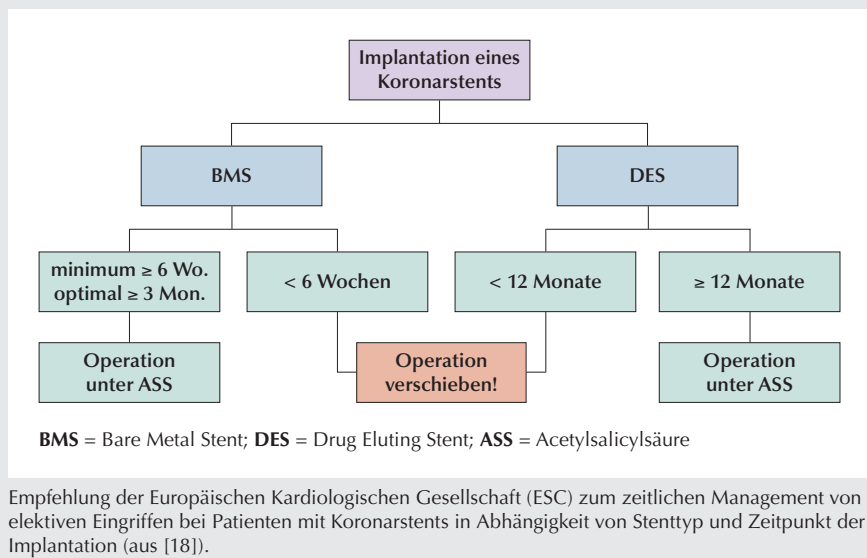 Implantation eines
Koronarstents
BMS
DES
minimum ≥ 6 Wo.
optimal ≥ 3 Mon.
< 6 Wochen
< 12 Monate
≥ 12 Monate
Operation
unter ASS
Operation
verschieben!
Operation
unter ASS
BMS = Bare Metal Stent; DES = Drug Eluting Stent; ASS = Acetylsalicylsäure
Empfehlung der Europäischen Kardiologischen Gesellschaft (ESC) zum zeitlichen Management von
elektiven Eingriffen bei Patienten mit Koronarstents in Abhängigkeit von Stenttyp und Zeitpunkt der
Implantation (aus [18]).